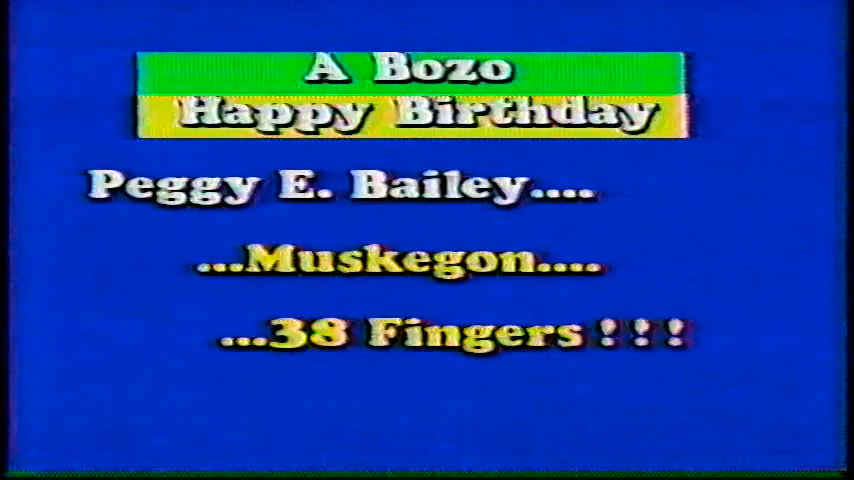 A Bozo
Happy Birthday
Peggy E. Bailey....
...Muskegon....
...38 Fingers!!!